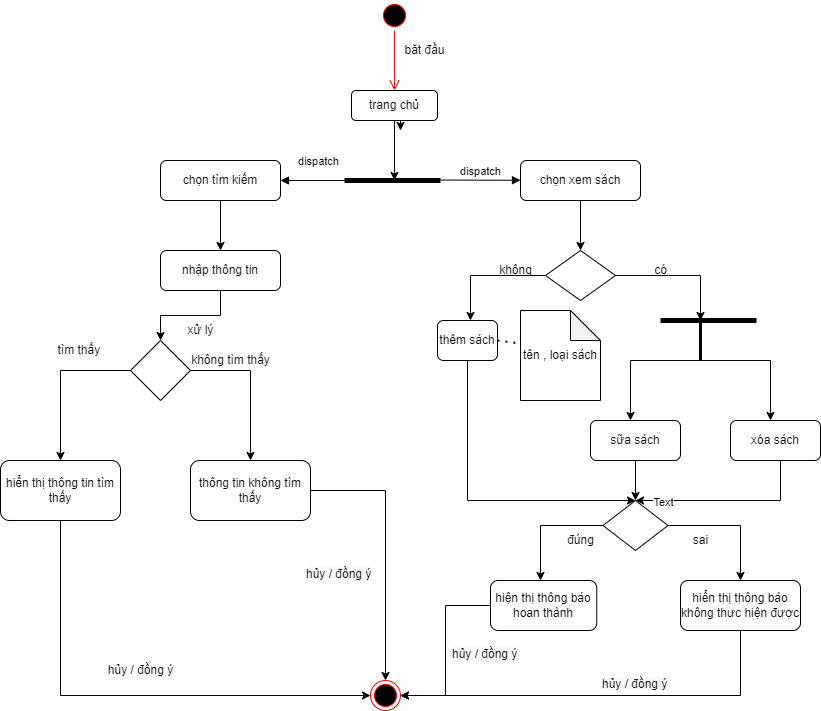 băt đầu
trang chủ
dispatch
dispatch
chọn tìm kiếm
chọn xem sách
nhập thông tin
không
có
xử lý
thêm sách
tên , loại sách
tìm thấy
không tìm thấy
sữa sách
xóa sách
hiển thị thông tin tìm
thấy
thông tin không tìm
thấy
Text
đúng
sai
hủy / đồng ý
hiện thị thông báo
hoan thành
hiển thị thông báo
không thưc hiện được
hủy / đồng ý
hủy / đồng ý
hủy / đồng ý